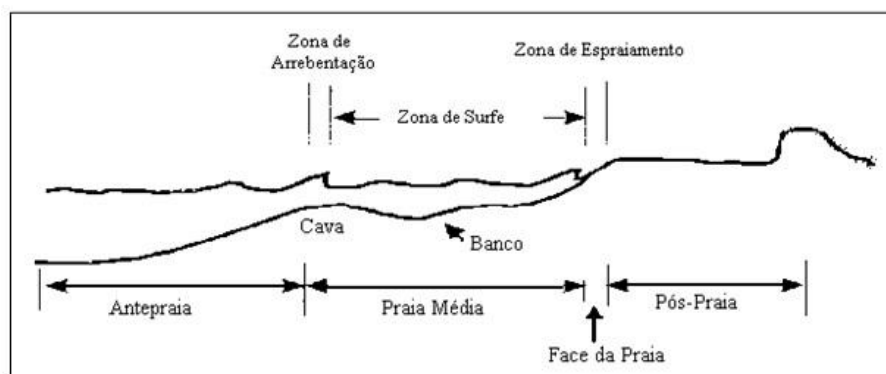 Zona de
Arrebentação
Zona de Espraiamento
Zona de Surfe
Cava
Banco
Antepraia
Praia Média
Pós-Praia
Face da Praia